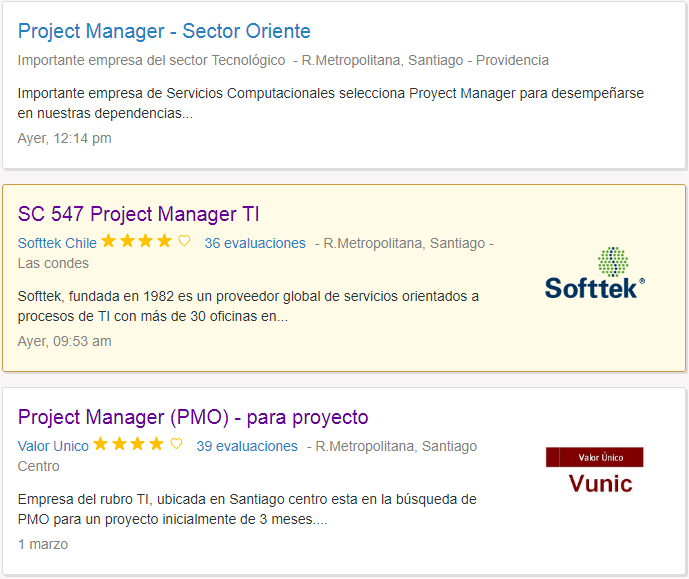 Project Manager - Sector Oriente
Importante empresa del sector Tecnológico - R.Metropolitana, Santiago - Providencia
Importante empresa de Servicios Computacionales selecciona Proyect Manager para desempeñarse
en nuestras dependencias...
Ayer, 12:14 pm
SC 547 Project Manager TI
Softtek Chile 36 evaluaciones - R.Metropolitana, Santiago -
Las condes
Softtek, fundada en 1982 es un proveedor global de servicios orientados a
procesos de TI con más de 30 oficinas en...
Ayer, 09:53 am
Softtek®
Project Manager (PMO) - para proyecto
Valor Unico 39 evaluaciones - R.Metropolitana, Santiago
Centro
Empresa del rubro TI, ubicada en Santiago centro esta en la búsqueda de
PMO para un proyecto inicialmente de 3 meses....
1 marzo
Valor Único
Vunic